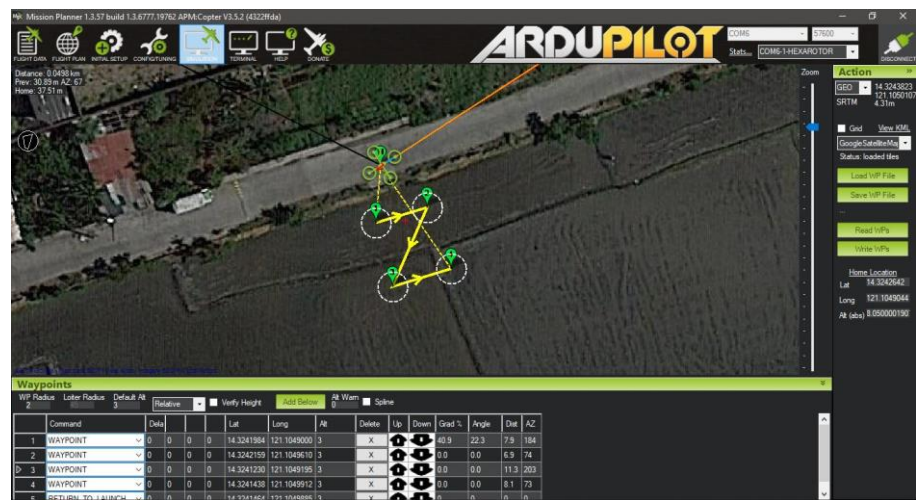 Mission Planner 1.3.57 build 1.3.6777.19762 APM:Copter V3.5.2 (4322ffda)
FLIGHT DATA FLIGHT PLAN INITIAL SETUP CONFIG/TUNING SIMULATION TERMINAL HELP DONATE
ARDUPILOT
COM6 57600
Stats... COM6-1-HEXAROTOR
DISCONNECT
Distance: 0.0498 km
Prev: 30.89 m AZ: 67
Home: 37.51 m
Zoom
Action
GEO 14.3243823
121.1050107
SRTM 4.31m
Grid View KML
GoogleSatelliteMap
Status: loaded tiles
Load WP File
Save WP File
...
Read WPs
Write WPs
Home Location
Lat 14.3242642
Long 121.1049044
Alt (abs) 8.050000190
Waypoints
WP Radius Loiter Radius Default Alt Alt Warn
2 3 Relative Verify Height Add Below 0 Spline
Command Dela Lat Long Alt Delete Up Down Grad % Angle Dist AZ
1 WAYPOINT 0 0 0 0 14.3241984 121.1049000 3 X 40.9 22.3 7.9 184
2 WAYPOINT 0 0 0 0 14.3242159 121.1049610 3 X 0.0 0.0 6.9 74
3 WAYPOINT 0 0 0 0 14.3241230 121.1049195 3 X 0.0 0.0 11.3 203
4 WAYPOINT 0 0 0 0 14.3241438 121.1049912 3 X 0.0 0.0 8.1 73
5 RETURN_TO_LAUNCH 0 0 0 0 3 X 0 0 0 0